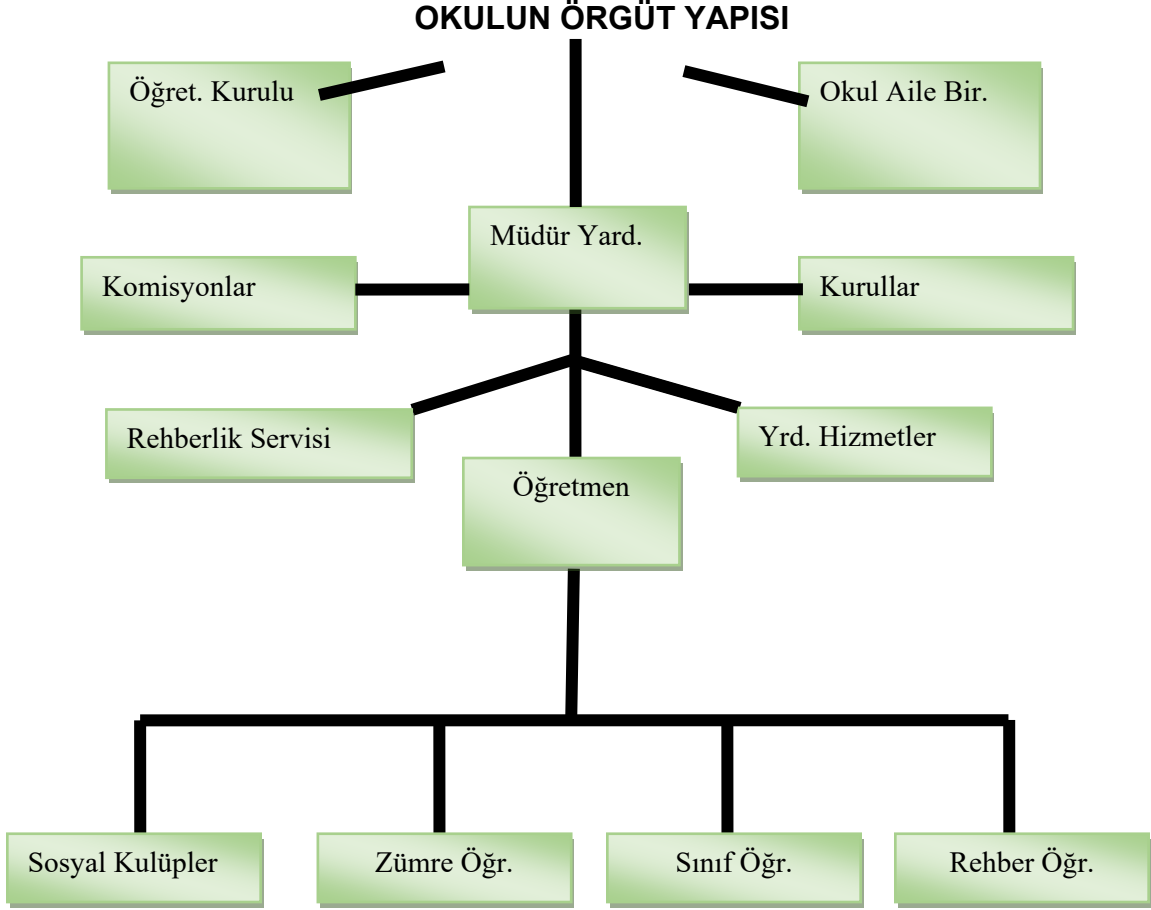 OKULUN ÖRGÜT YAPISI
Öğret. Kurulu
Okul Aile Bir.
Müdür Yard.
Komisyonlar
Kurullar
Rehberlik Servisi
Yrd. Hizmetler
Öğretmen
Sosyal Kulüpler
Zümre Öğr.
Sınıf Öğr.
Rehber Öğr.